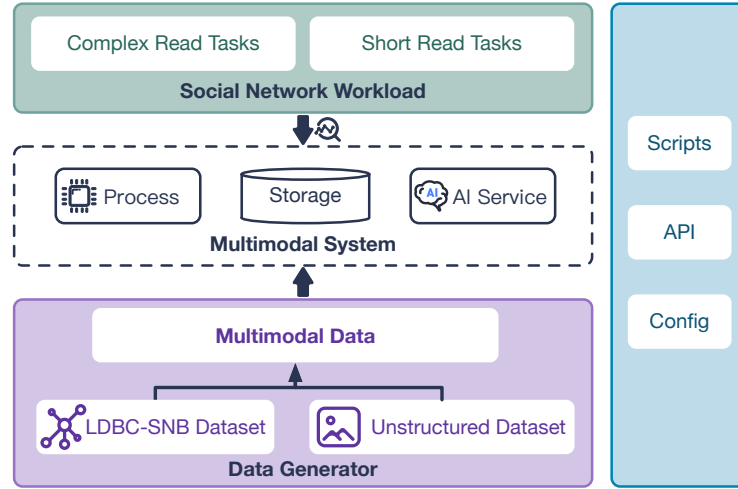 Complex Read Tasks
Short Read Tasks
Social Network Workload
Process
Storage
AI
AI Service
Multimodal System
Multimodal Data
LDBC-SNB Dataset
Unstructured Dataset
Data Generator
Scripts
API
Config